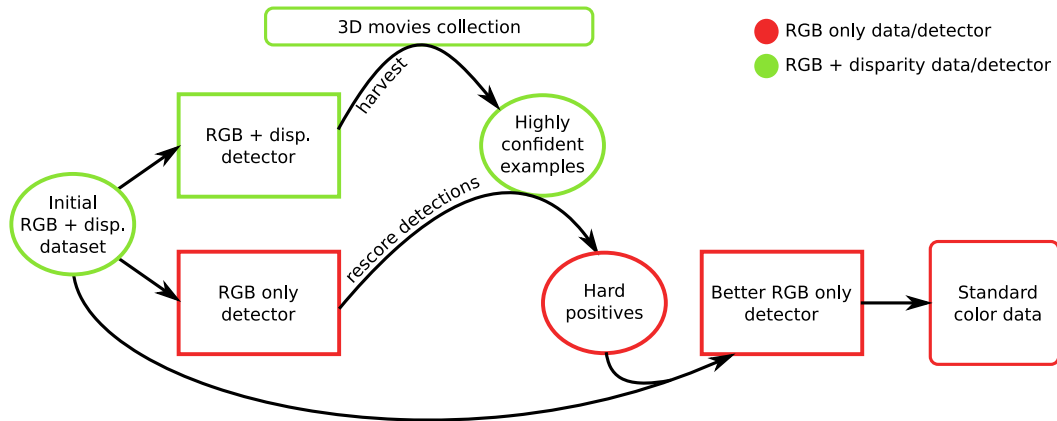 3D movies collection
RGB only data/detector
RGB + disparity data/detector
harvest
RGB + disp.
detector
Highly
confident
examples
Initial
RGB + disp.
dataset
rescore detections
RGB only
detector
Hard
positives
Better RGB only
detector
Standard
color data